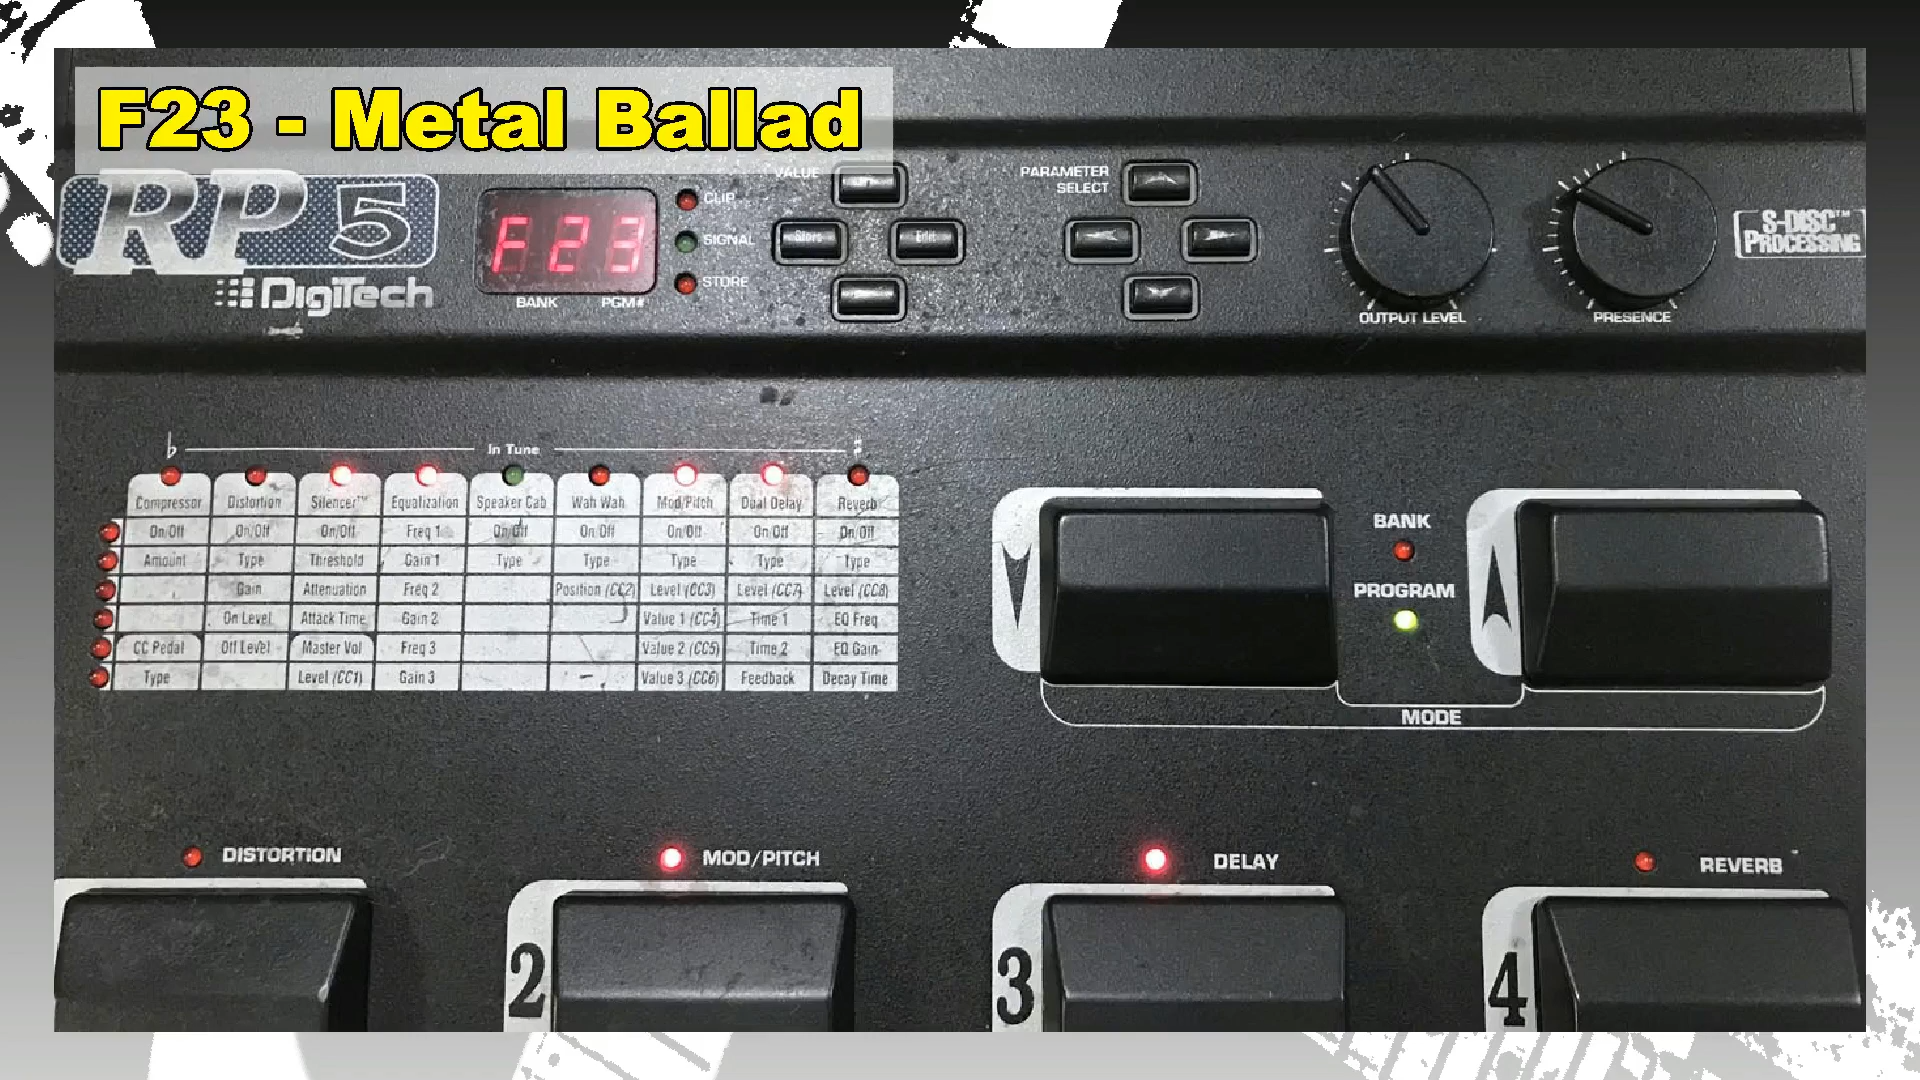 F23 - Metal Ballad
RP 5
DigiTech
F23
BANK PGM#
CLIP
SIGNAL
STORE
VALUE
Store Edit
PARAMETER
SELECT
OUTPUT LEVEL
PRESENCE
S-DISC™
PROCESSING
♭ In Tune ♯
Compressor Distortion Silencer™ Equalization Speaker Cab Wah Wah Mod/Pitch Dual Delay Reverb
On/Off On/Off On/Off Freq 1 On/Off On/Off On/Off On/Off On/Off
Amount Type Threshold Gain 1 Type Type Type Type Type
Gain Attenuation Freq 2 Position (CC2) Level (CC3) Level (CC7) Level (CC8)
On Level Attack Time Gain 2 Value 1 (CC4) Time 1 EQ Freq
CC Pedal Off Level Master Vol Freq 3 Value 2 (CC5) Time 2 EQ Gain
Type Level (CC1) Gain 3 Value 3 (CC6) Feedback Decay Time
BANK
PROGRAM
MODE
DISTORTION
MOD/PITCH
DELAY
REVERB
2
3
4